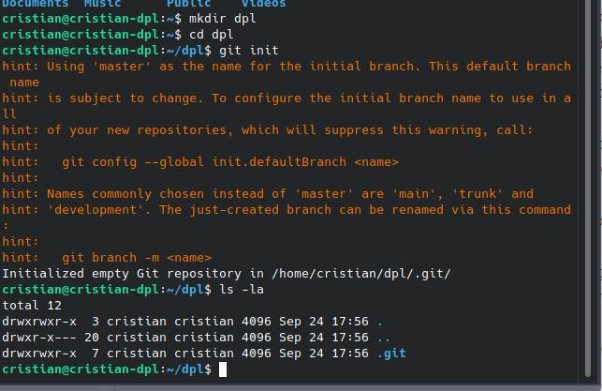 Documents  Music     Public    Videos
cristian@cristian-dpl:~$ mkdir dpl
cristian@cristian-dpl:~$ cd dpl
cristian@cristian-dpl:~/dpl$ git init
hint: Using 'master' as the name for the initial branch. This default branch
 name
hint: is subject to change. To configure the initial branch name to use in a
ll
hint: of your new repositories, which will suppress this warning, call:
hint:
hint:   git config --global init.defaultBranch <name>
hint:
hint: Names commonly chosen instead of 'master' are 'main', 'trunk' and
hint: 'development'. The just-created branch can be renamed via this command
:
hint:
hint:   git branch -m <name>
Initialized empty Git repository in /home/cristian/dpl/.git/
cristian@cristian-dpl:~/dpl$ ls -la
total 12
drwxrwxr-x  3 cristian cristian 4096 Sep 24 17:56 .
drwxr-x--- 20 cristian cristian 4096 Sep 24 17:56 ..
drwxrwxr-x  7 cristian cristian 4096 Sep 24 17:56 .git
cristian@cristian-dpl:~/dpl$